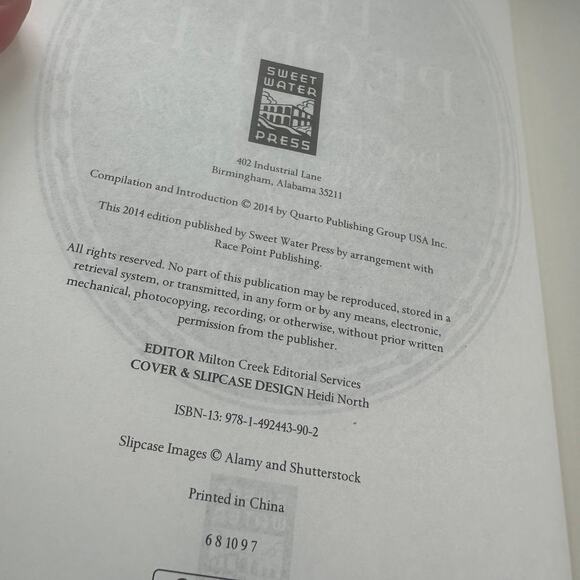 SWEET
WATER
PRESS
402 Industrial Lane
Birmingham, Alabama 35211
Compilation and Introduction © 2014 by Quarto Publishing Group USA Inc.
This 2014 edition published by Sweet Water Press by arrangement with
Race Point Publishing.
All rights reserved. No part of this publication may be reproduced, stored in a
retrieval system, or transmitted, in any form or by any means, electronic,
mechanical, photocopying, recording, or otherwise, without prior written
permission from the publisher.
EDITOR Milton Creek Editorial Services
COVER & SLIPCASE DESIGN Heidi North
ISBN-13: 978-1-492443-90-2
Slipcase Images © Alamy and Shutterstock
Printed in China
6 8 10 9 7